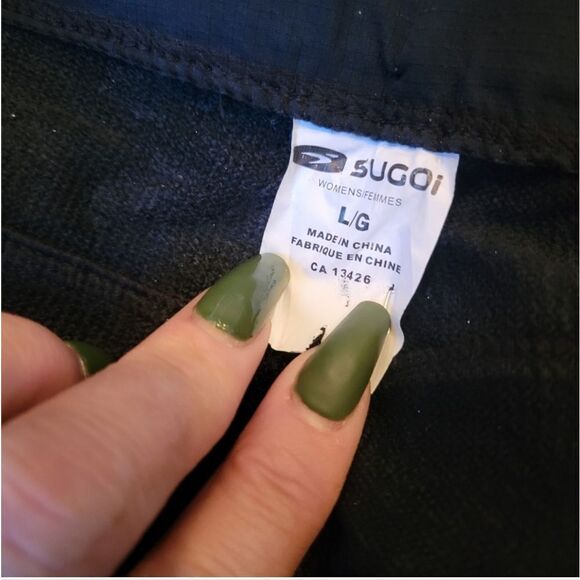 SUGOi
WOMENS/FEMMES
L/G
MADE IN CHINA
FABRIQUE EN CHINE
CA 13426